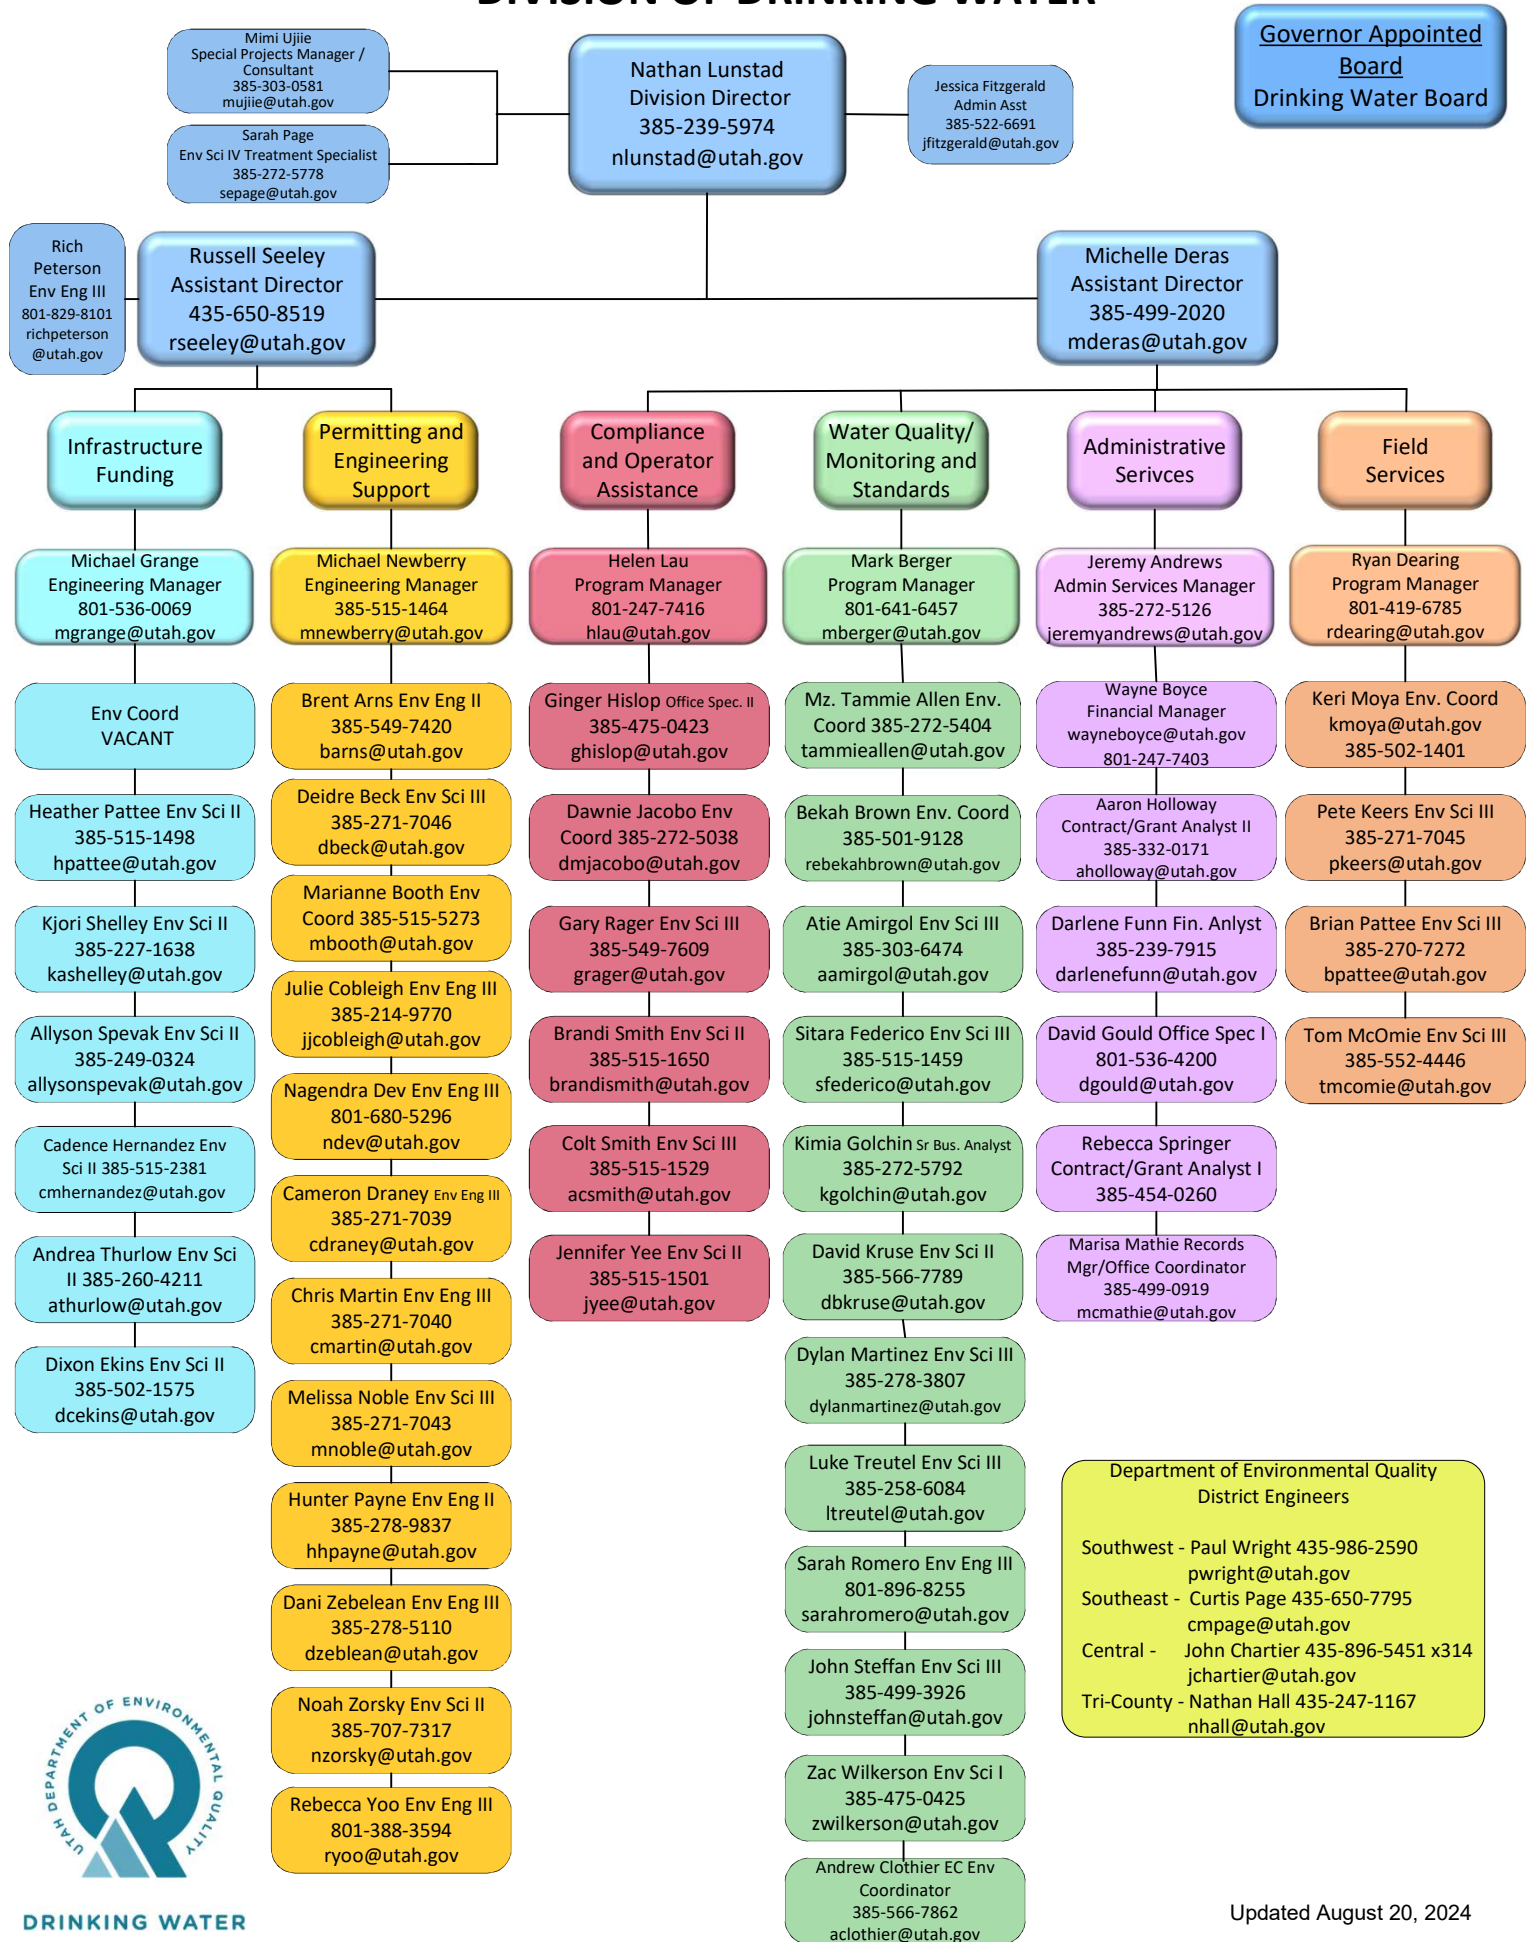 DIVISION OF DRINKING WATER
Mimi Ujiie
Special Projects Manager /
Consultant
385-303-0581
mujiie@utah.gov
Sarah Page
Env Sci IV Treatment Specialist
385-272-5778
sepage@utah.gov
Nathan Lunstad
Division Director
385-239-5974
nlunstad@utah.gov
Jessica Fitzgerald
Admin Asst
385-522-6691
jfitzgerald@utah.gov
Governor Appointed
Board
Drinking Water Board
Rich
Peterson
Env Eng III
801-829-8101
richpeterson
@utah.gov
Russell Seeley
Assistant Director
435-650-8519
rseeley@utah.gov
Michelle Deras
Assistant Director
385-499-2020
mderas@utah.gov
Infrastructure
Funding
Michael Grange
Engineering Manager
801-536-0069
mgrange@utah.gov
Env Coord
VACANT
Heather Pattee Env Sci II
385-515-1498
hpattee@utah.gov
Kjori Shelley Env Sci II
385-227-1638
kashelley@utah.gov
Allyson Spevak Env Sci II
385-249-0324
allysonspevak@utah.gov
Cadence Hernandez Env
Sci II 385-515-2381
cmhernandez@utah.gov
Andrea Thurlow Env Sci
II 385-260-4211
athurlow@utah.gov
Dixon Ekins Env Sci II
385-502-1575
dcekins@utah.gov
Permitting and
Engineering
Support
Michael Newberry
Engineering Manager
385-515-1464
mnewberry@utah.gov
Brent Arns Env Eng II
385-549-7420
barns@utah.gov
Deidre Beck Env Sci III
385-271-7046
dbeck@utah.gov
Marianne Booth Env
Coord 385-515-5273
mbooth@utah.gov
Julie Cobleigh Env Eng III
385-214-9770
jjcobleigh@utah.gov
Nagendra Dev Env Eng III
801-680-5296
ndev@utah.gov
Cameron Draney Env Eng III
385-271-7039
cdraney@utah.gov
Chris Martin Env Eng III
385-271-7040
cmartin@utah.gov
Melissa Noble Env Sci III
385-271-7043
mnoble@utah.gov
Hunter Payne Env Eng II
385-278-9837
hhpayne@utah.gov
Dani Zebelean Env Eng III
385-278-5110
dzeblean@utah.gov
Noah Zorsky Env Sci II
385-707-7317
nzorsky@utah.gov
Rebecca Yoo Env Eng III
801-388-3594
ryoo@utah.gov
Compliance
and Operator
Assistance
Helen Lau
Program Manager
801-247-7416
hlau@utah.gov
Ginger Hislop Office Spec. II
385-475-0423
ghislop@utah.gov
Dawnie Jacobo Env
Coord 385-272-5038
dmjacobo@utah.gov
Gary Rager Env Sci III
385-549-7609
grager@utah.gov
Brandi Smith Env Sci II
385-515-1650
brandismith@utah.gov
Colt Smith Env Sci III
385-515-1529
acsmith@utah.gov
Jennifer Yee Env Sci II
385-515-1501
jyee@utah.gov
Water Quality/
Monitoring and
Standards
Mark Berger
Program Manager
801-641-6457
mberger@utah.gov
Mz. Tammie Allen Env.
Coord 385-272-5404
tammieallen@utah.gov
Bekah Brown Env. Coord
385-501-9128
rebekahbrown@utah.gov
Atie Amirgol Env Sci III
385-303-6474
aamirgol@utah.gov
Sitara Federico Env Sci III
385-515-1459
sfederico@utah.gov
Kimia Golchin Sr Bus. Analyst
385-272-5792
kgolchin@utah.gov
David Kruse Env Sci II
385-566-7789
dbkruse@utah.gov
Dylan Martinez Env Sci III
385-278-3807
dylanmartinez@utah.gov
Luke Treutel Env Sci III
385-258-6084
ltreutel@utah.gov
Sarah Romero Env Eng III
801-896-8255
sarahromero@utah.gov
John Steffan Env Sci III
385-499-3926
johnsteffan@utah.gov
Zac Wilkerson Env Sci I
385-475-0425
zwilkerson@utah.gov
Andrew Clothier EC Env
Coordinator
385-566-7862
aclothier@utah.gov
Administrative
Serivces
Jeremy Andrews
Admin Services Manager
385-272-5126
jeremyandrews@utah.gov
Wayne Boyce
Financial Manager
wayneboyce@utah.gov
801-247-7403
Aaron Holloway
Contract/Grant Analyst II
385-332-0171
aholloway@utah.gov
Darlene Funn Fin. Anlyst
385-239-7915
darlenefunn@utah.gov
David Gould Office Spec I
801-536-4200
dgould@utah.gov
Rebecca Springer
Contract/Grant Analyst I
385-454-0260
Marisa Mathie Records
Mgr/Office Coordinator
385-499-0919
mcmathie@utah.gov
Field
Services
Ryan Dearing
Program Manager
801-419-6785
rdearing@utah.gov
Keri Moya Env. Coord
kmoya@utah.gov
385-502-1401
Pete Keers Env Sci III
385-271-7045
pkeers@utah.gov
Brian Pattee Env Sci III
385-270-7272
bpattee@utah.gov
Tom McOmie Env Sci III
385-552-4446
tmcomie@utah.gov
Department of Environmental Quality
District Engineers
Southwest - Paul Wright 435-986-2590
pwright@utah.gov
Southeast - Curtis Page 435-650-7795
cmpage@utah.gov
Central - John Chartier 435-896-5451 x314
jchartier@utah.gov
Tri-County - Nathan Hall 435-247-1167
nhall@utah.gov
UTAH DEPARTMENT OF ENVIRONMENTAL QUALITY
DRINKING WATER
Updated August 20, 2024